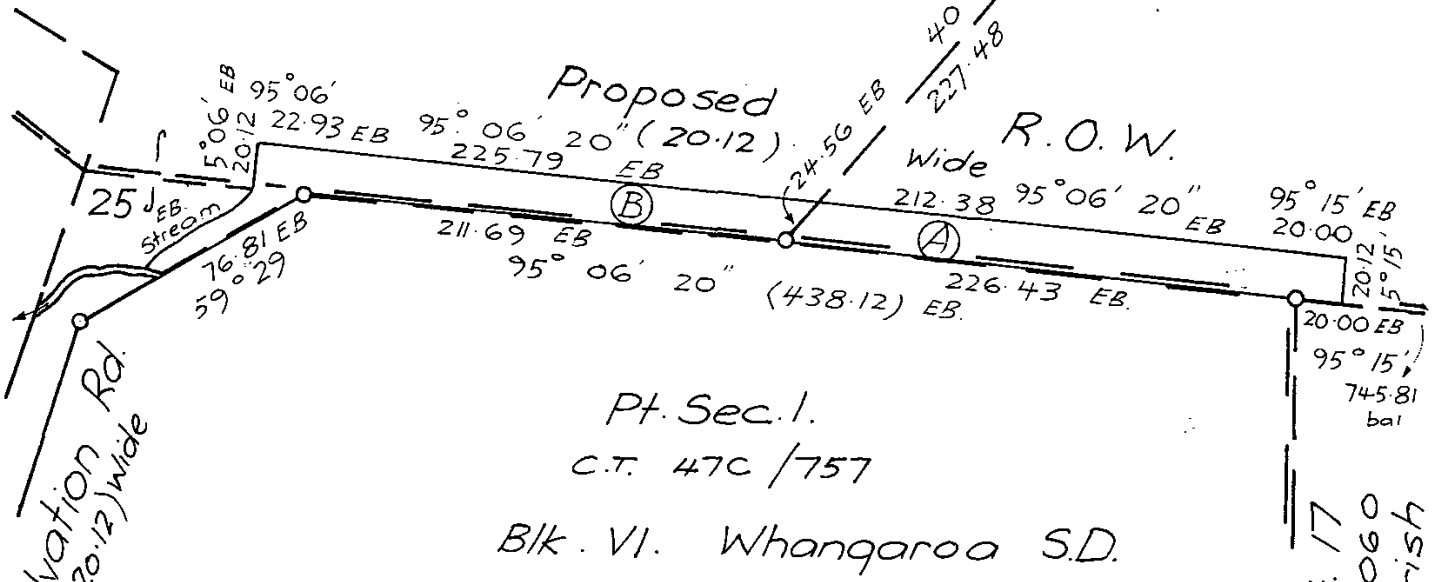 40
227.48
Proposed
R.O.W.
5°06′ EB
20.12
95°06′
22.93 EB
95° 06′ 20″ (20.12)
Wide
225.79
EB
24.56 EB
212.38
95°06′ 20″
EB
95°15′ EB
20.00
20.12
5°15′
25
EB.
Stream
76.81 EB
59°29
211.69 EB
B
A
226.43 EB.
95° 06′ 20″
(438.12) EB.
20.00 EB
95°15′
745.81
bal
Pt. Sec. 1.
C.T. 47C/757
Blk. VI. Whangaroa S.D.
vation Rd.
20.12) Wide
17
060
ish